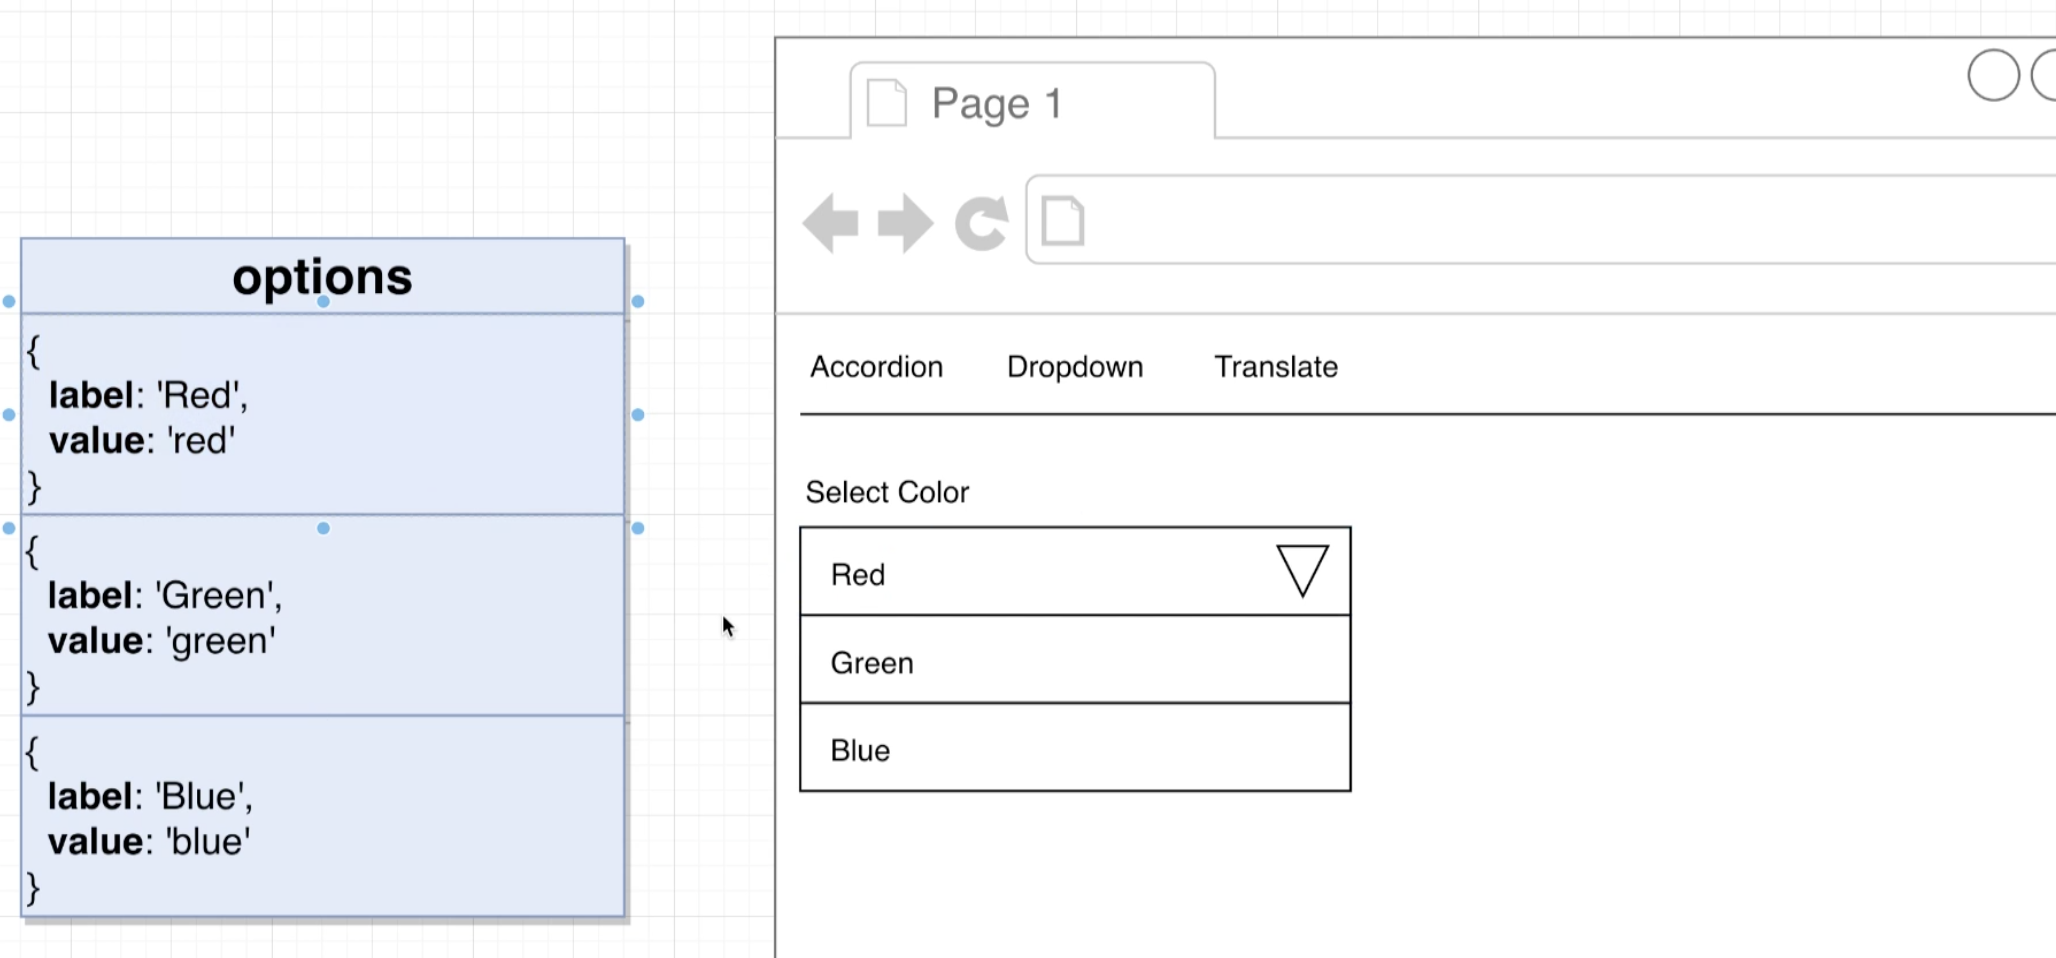 options
{
label: 'Red',
value: 'red'
}
{
label: 'Green',
value: 'green'
}
{
label: 'Blue',
value: 'blue'
}
Page 1
Accordion Dropdown Translate
Select Color
Red
Green
Blue